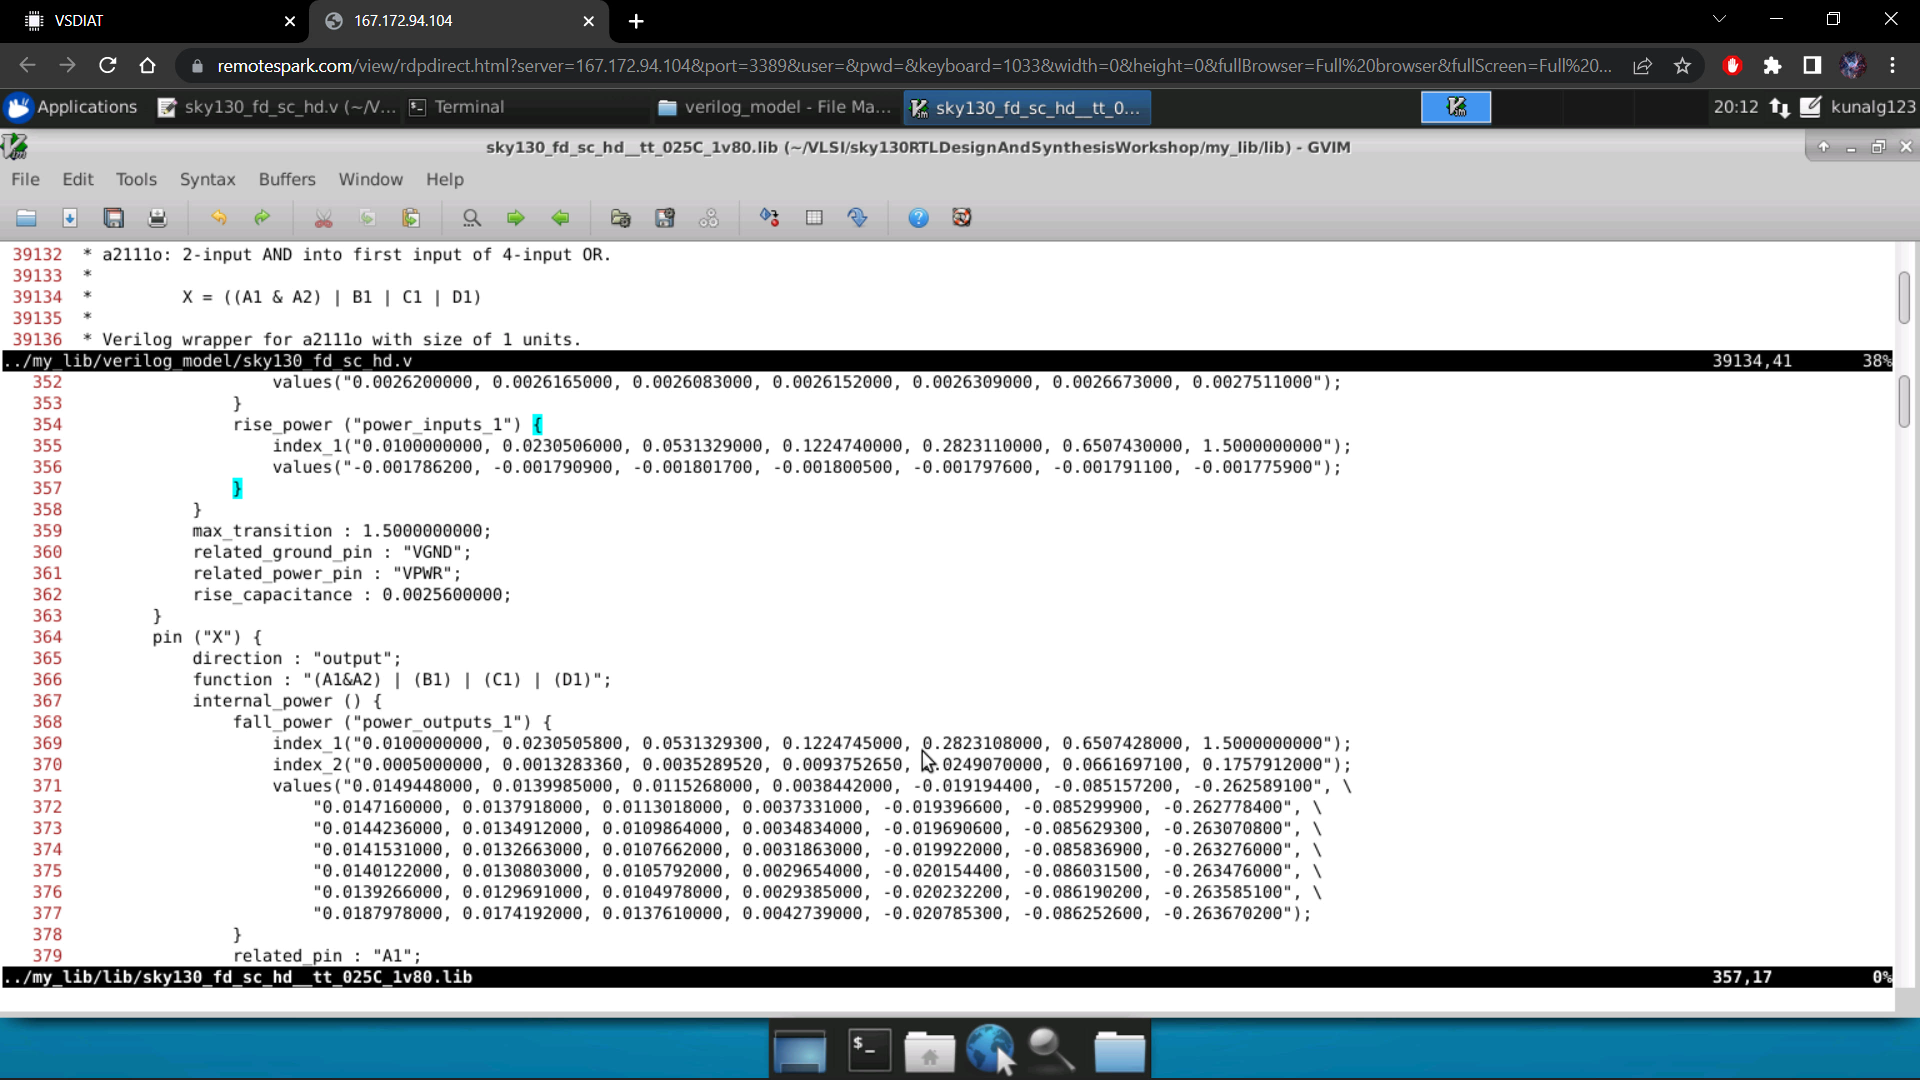 VSDIAT
167.172.94.104
remotespark.com/view/rdpdirect.html?server=167.172.94.104&port=3389&user=&pwd=&keyboard=1033&width=0&height=0&fullBrowser=Full%20browser&fullScreen=Full%20...
Applications sky130_fd_sc_hd.v (~/V... Terminal verilog_model - File Ma... sky130_fd_sc_hd__tt_0... 20:12 kunalg123
sky130_fd_sc_hd__tt_025C_1v80.lib (~/VLSI/sky130RTLDesignAndSynthesisWorkshop/my_lib/lib) - GVIM
File Edit Tools Syntax Buffers Window Help
39132 * a2111o: 2-input AND into first input of 4-input OR.
39133 *
39134 * X = ((A1 & A2) | B1 | C1 | D1)
39135 *
39136 * Verilog wrapper for a2111o with size of 1 units.
../my_lib/verilog_model/sky130_fd_sc_hd.v 39134,41 38%
352 values("0.0026200000, 0.0026165000, 0.0026083000, 0.0026152000, 0.0026309000, 0.0026673000, 0.0027511000");
353 }
354 rise_power ("power_inputs_1") {
355 index_1("0.0100000000, 0.0230506000, 0.0531329000, 0.1224740000, 0.2823110000, 0.6507430000, 1.5000000000");
356 values("-0.001786200, -0.001790900, -0.001801700, -0.001800500, -0.001797600, -0.001791100, -0.001775900");
357 }
358 }
359 max_transition : 1.5000000000;
360 related_ground_pin : "VGND";
361 related_power_pin : "VPWR";
362 rise_capacitance : 0.0025600000;
363 }
364 pin ("X") {
365 direction : "output";
366 function : "(A1&A2) | (B1) | (C1) | (D1)";
367 internal_power () {
368 fall_power ("power_outputs_1") {
369 index_1("0.0100000000, 0.0230505800, 0.0531329300, 0.1224745000, 0.2823108000, 0.6507428000, 1.5000000000");
370 index_2("0.0005000000, 0.0013283360, 0.0035289520, 0.0093752650, 0.0249070000, 0.0661697100, 0.1757912000");
371 values("0.0149448000, 0.0139985000, 0.0115268000, 0.0038442000, -0.019194400, -0.085157200, -0.262589100", \
372 "0.0147160000, 0.0137918000, 0.0113018000, 0.0037331000, -0.019396600, -0.085299900, -0.262778400", \
373 "0.0144236000, 0.0134912000, 0.0109864000, 0.0034834000, -0.019690600, -0.085629300, -0.263070800", \
374 "0.0141531000, 0.0132663000, 0.0107662000, 0.0031863000, -0.019922000, -0.085836900, -0.263276000", \
375 "0.0140122000, 0.0130803000, 0.0105792000, 0.0029654000, -0.020154400, -0.086031500, -0.263476000", \
376 "0.0139266000, 0.0129691000, 0.0104978000, 0.0029385000, -0.020232200, -0.086190200, -0.263585100", \
377 "0.0187978000, 0.0174192000, 0.0137610000, 0.0042739000, -0.020785300, -0.086252600, -0.263670200");
378 }
379 related_pin : "A1";
../my_lib/lib/sky130_fd_sc_hd__tt_025C_1v80.lib 357,17 0%